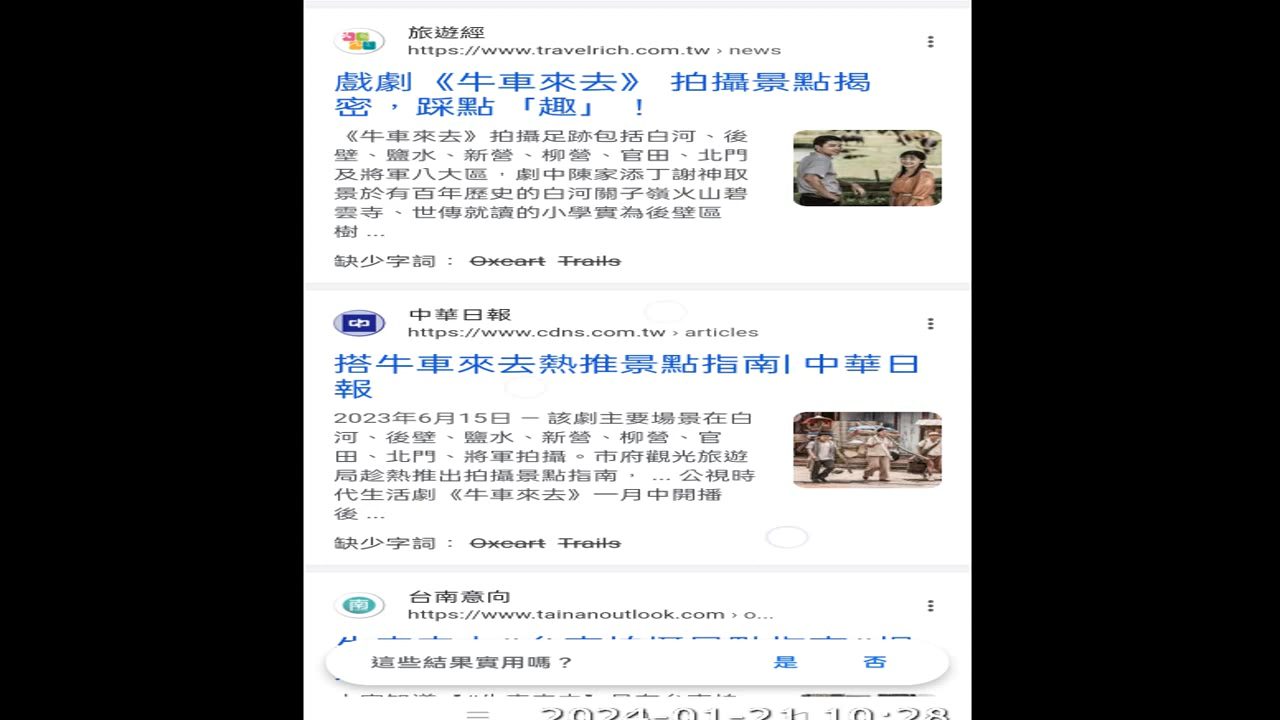 旅遊經
https://www.travelrich.com.tw › news
戲劇《牛車來去》 拍攝景點揭
密，踩點「趣」！
《牛車來去》拍攝足跡包括白河、後
壁、鹽水、新營、柳營、官田、北門
及將軍八大區，劇中陳家添丁謝神取
景於有百年歷史的白河關子嶺火山碧
雲寺、世傳就讀的小學實為後壁區
樹 ...
缺少字詞： Oxcart Trails
中華日報
https://www.cdns.com.tw › articles
搭牛車來去熱推景點指南| 中華日
報
2023年6月15日 — 該劇主要場景在白
河、後壁、鹽水、新營、柳營、官
田、北門、將軍拍攝。市府觀光旅遊
局趁熱推出拍攝景點指南， ... 公視時
代生活劇《牛車來去》一月中開播
後 ...
缺少字詞： Oxcart Trails
台南意向
https://www.tainanoutlook.com › o...
這些結果實用嗎？ 是 否
2024-01-21 10:28